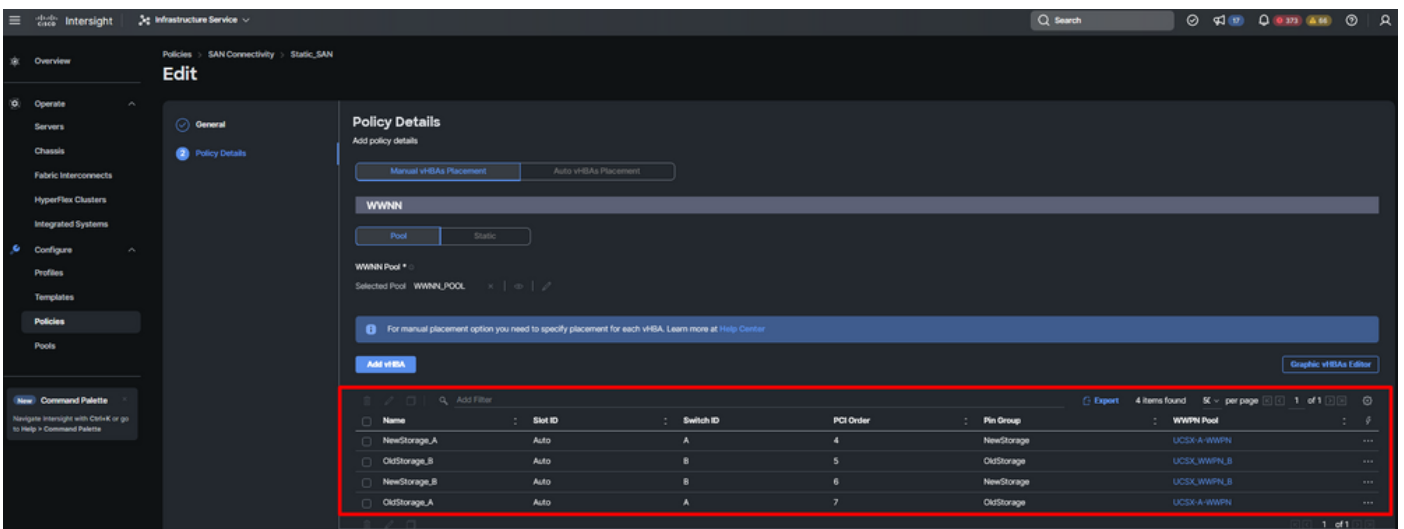 cisco Intersight Infrastructure Service Search 17 373 66
Overview
Operate
Servers
Chassis
Fabric Interconnects
HyperFlex Clusters
Integrated Systems
Configure
Profiles
Templates
Policies
Pools
New Command Palette
Navigate Intersight with Ctrl+K or go
to Help > Command Palette
Policies > SAN Connectivity > Static_SAN
Edit
General
2 Policy Details
Policy Details
Add policy details
Manual vHBAs Placement Auto vHBAs Placement
WWNN
Pool Static
WWNN Pool *
Selected Pool WWNN_POOL
For manual placement option you need to specify placement for each vHBA. Learn more at Help Center
Add vHBA Graphic vHBAs Editor
Add Filter Export 4 items found per page 1 of 1
Name Slot ID Switch ID PCI Order Pin Group WWPN Pool
NewStorage_A Auto A 4 NewStorage UCSX-A-WWPN
OldStorage_B Auto B 5 OldStorage UCSX_WWPN_B
NewStorage_B Auto B 6 NewStorage UCSX_WWPN_B
OldStorage_A Auto A 7 OldStorage UCSX-A-WWPN
1 of 1